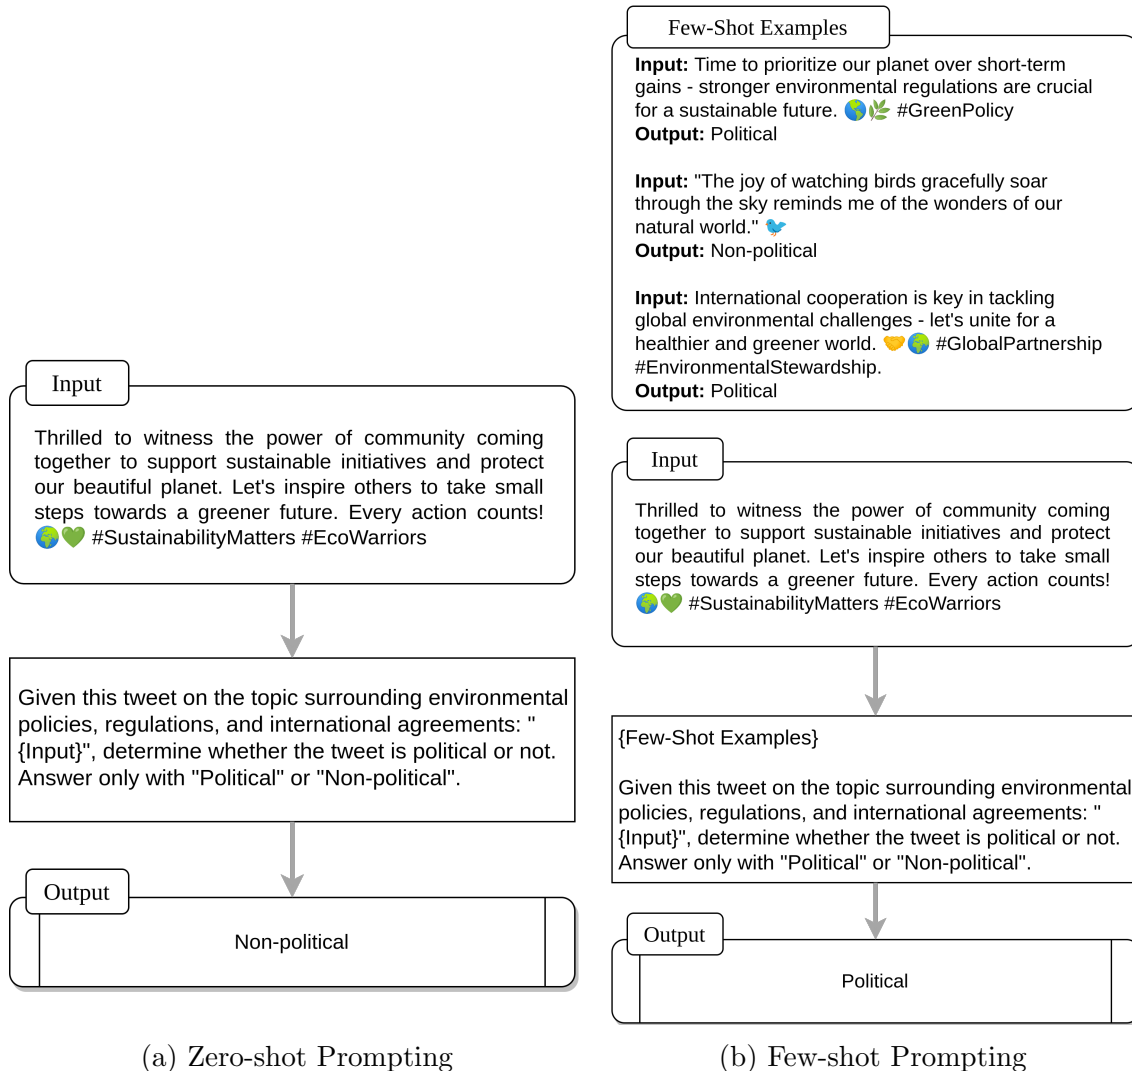 Input
Thrilled to witness the power of community coming
together to support sustainable initiatives and protect
our beautiful planet. Let's inspire others to take small
steps towards a greener future. Every action counts!
🌍💚 #SustainabilityMatters #EcoWarriors
Given this tweet on the topic surrounding environmental
policies, regulations, and international agreements: "
{Input}", determine whether the tweet is political or not.
Answer only with "Political" or "Non-political".
Output
Non-political
(a) Zero-shot Prompting
Few-Shot Examples
Input: Time to prioritize our planet over short-term
gains - stronger environmental regulations are crucial
for a sustainable future. 🌎🌿 #GreenPolicy
Output: Political
Input: "The joy of watching birds gracefully soar
through the sky reminds me of the wonders of our
natural world." 🐦
Output: Non-political
Input: International cooperation is key in tackling
global environmental challenges - let's unite for a
healthier and greener world. 🤝🌍 #GlobalPartnership
#EnvironmentalStewardship.
Output: Political
Input
Thrilled to witness the power of community coming
together to support sustainable initiatives and protect
our beautiful planet. Let's inspire others to take small
steps towards a greener future. Every action counts!
🌍💚 #SustainabilityMatters #EcoWarriors
{Few-Shot Examples}
Given this tweet on the topic surrounding environmental
policies, regulations, and international agreements: "
{Input}", determine whether the tweet is political or not.
Answer only with "Political" or "Non-political".
Output
Political
(b) Few-shot Prompting